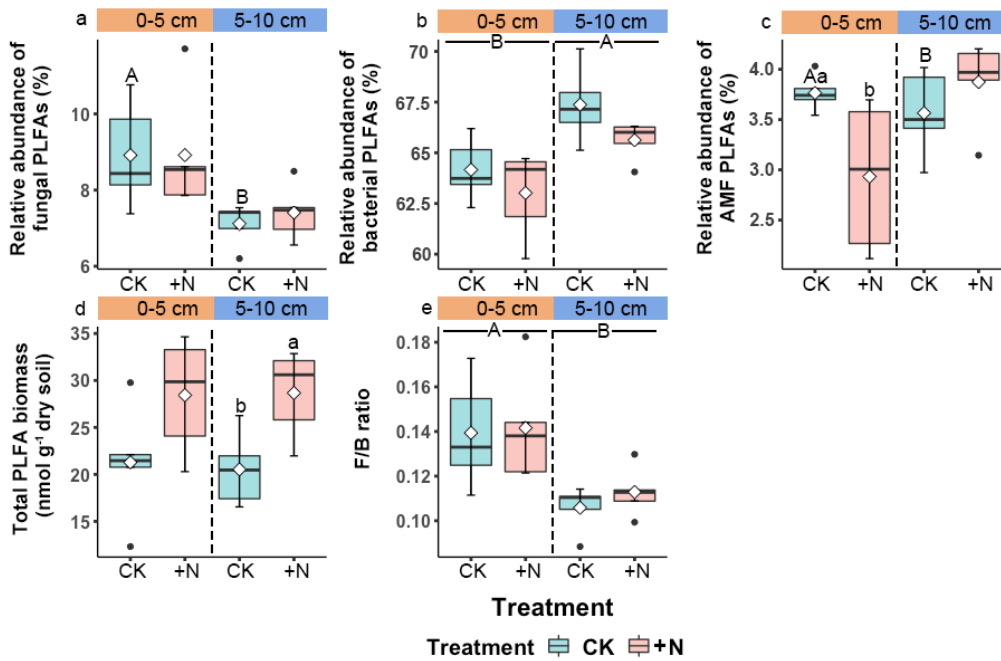 a
0-5 cm
5-10 cm
Relative abundance of
fungal PLFAs (%)
10
8
6
A
B
CK
+N
CK
+N
b
0-5 cm
5-10 cm
Relative abundance of
bacterial PLFAs (%)
70
67.5
65
62.5
60
B
A
CK
+N
CK
+N
c
0-5 cm
5-10 cm
Relative abundance of
AMF PLFAs (%)
4.0
3.5
3.0
2.5
Aa
b
B
CK
+N
CK
+N
d
0-5 cm
5-10 cm
Total PLFA biomass
(nmol g⁻¹ dry soil)
35
30
25
20
15
b
a
CK
+N
CK
+N
e
0-5 cm
5-10 cm
F/B ratio
0.18
0.16
0.14
0.12
0.10
A
B
CK
+N
CK
+N
Treatment
Treatment CK +N